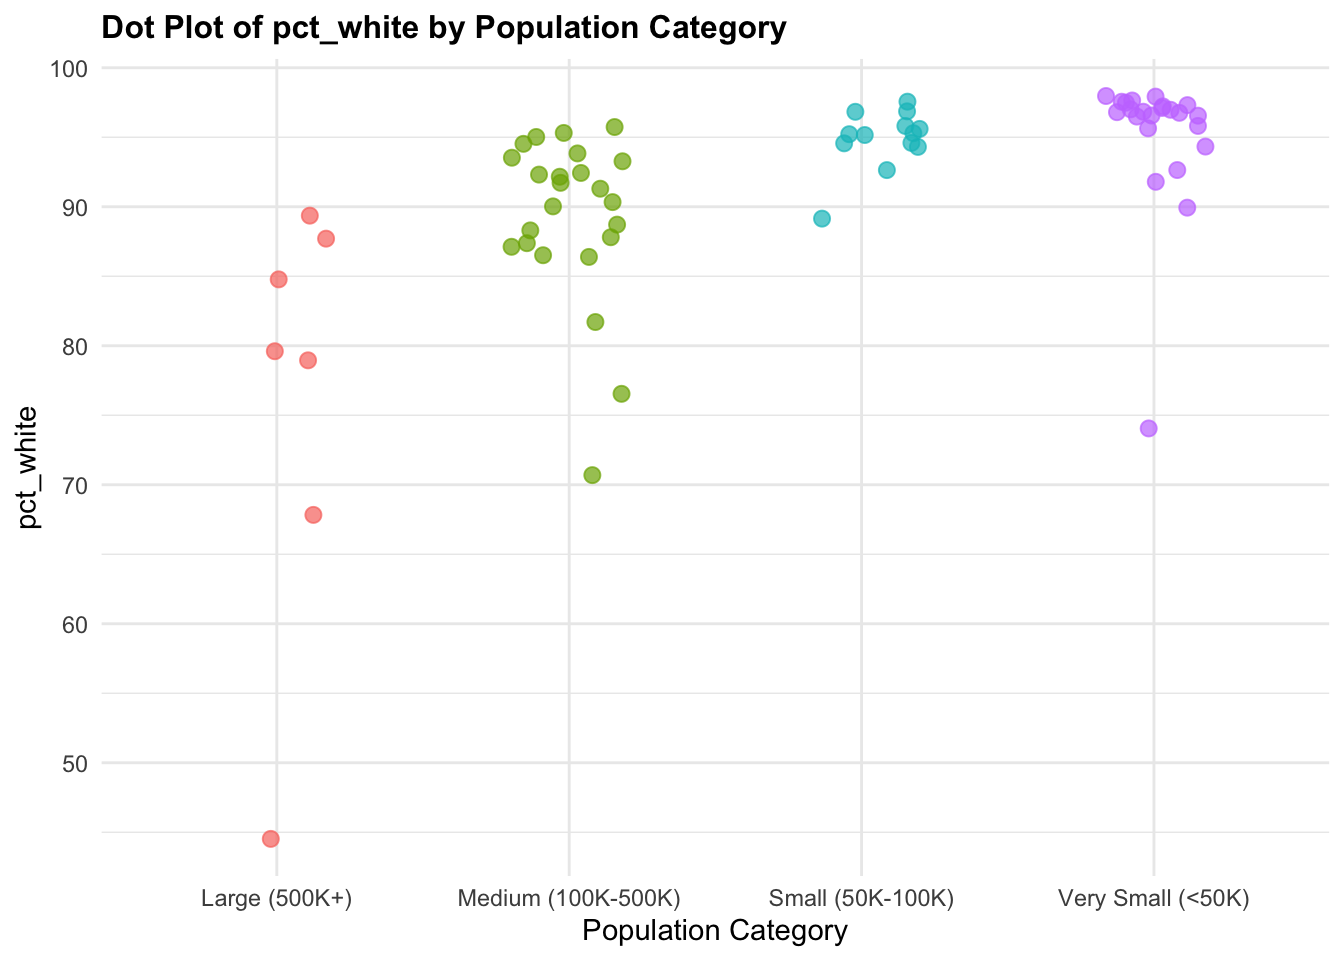 Dot Plot of pct_white by Population Category
100
90
80
70
60
50
pct_white
Large (500K+)
Medium (100K-500K)
Small (50K-100K)
Very Small (<50K)
Population Category